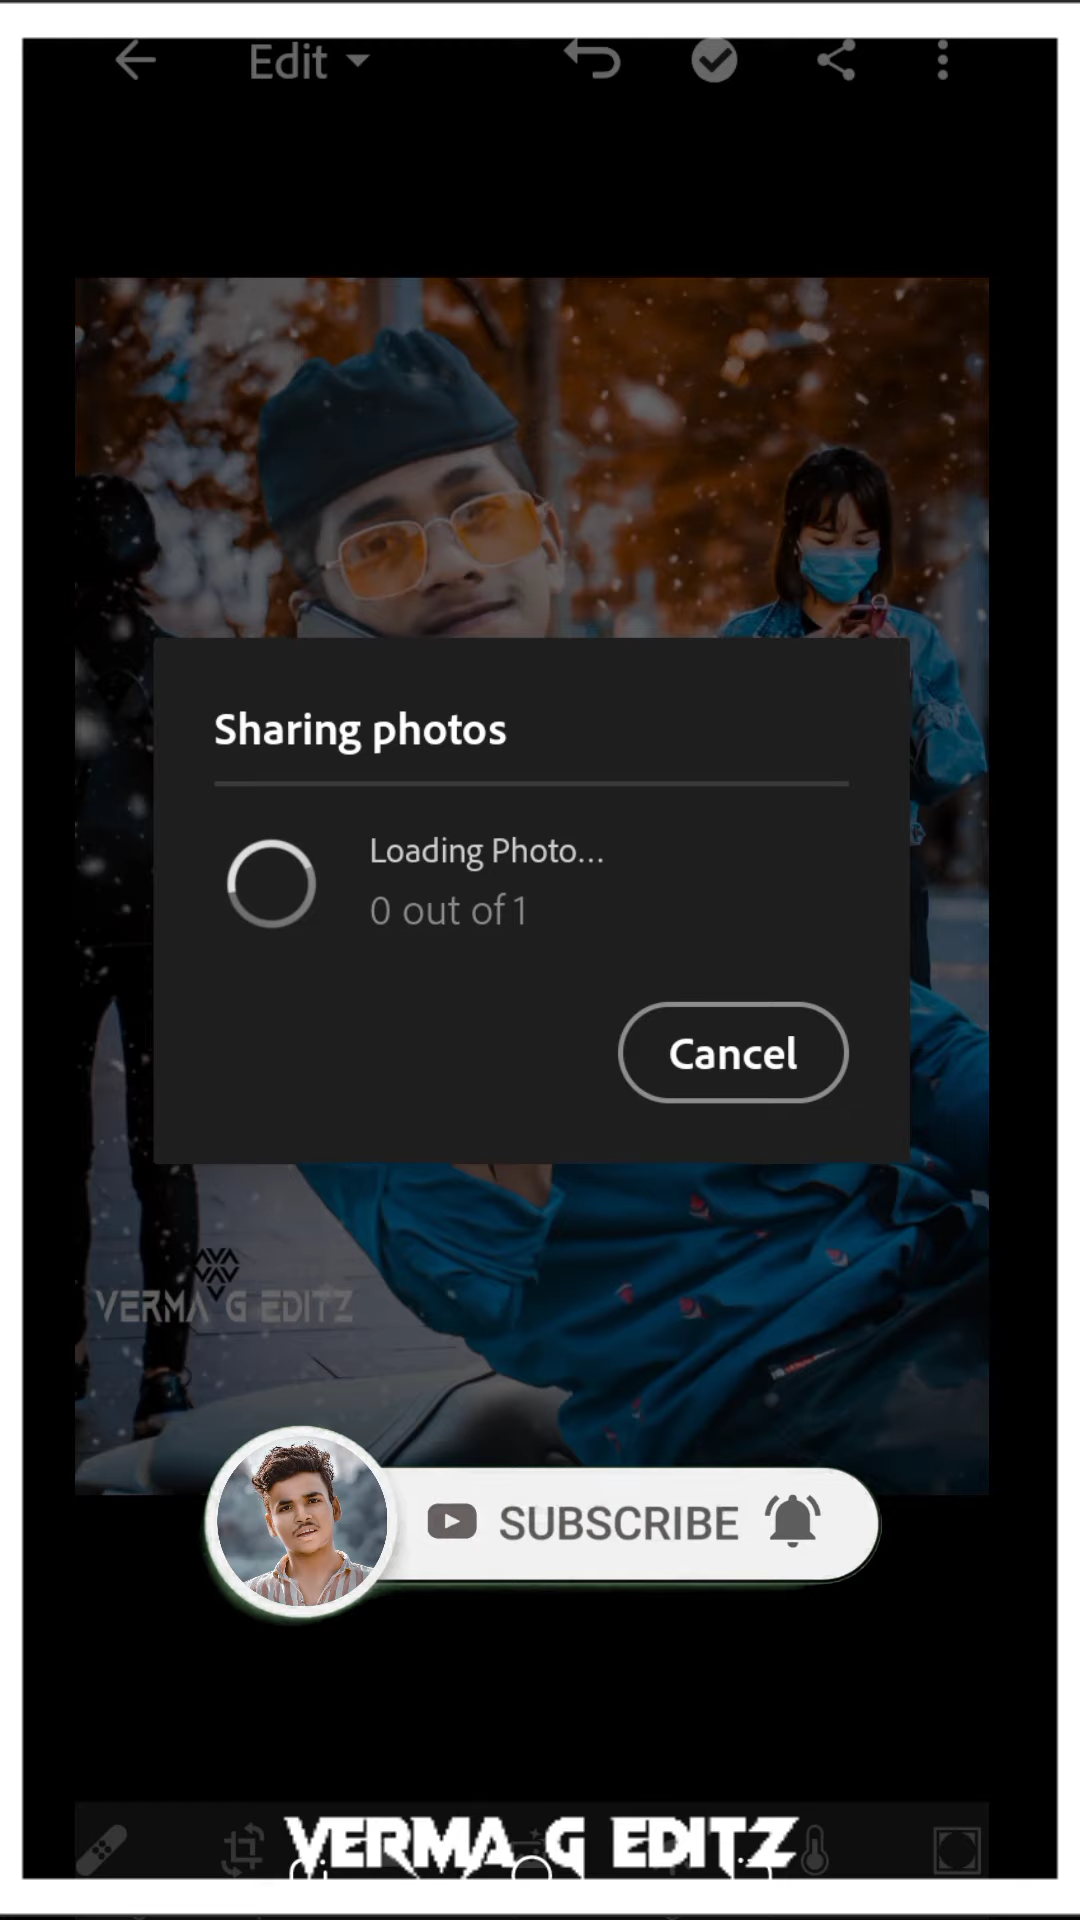 Edit
Sharing photos
Loading Photo...
0 out of 1
Cancel
VERMA G EDITZ
SUBSCRIBE
VERMA G EDITZ